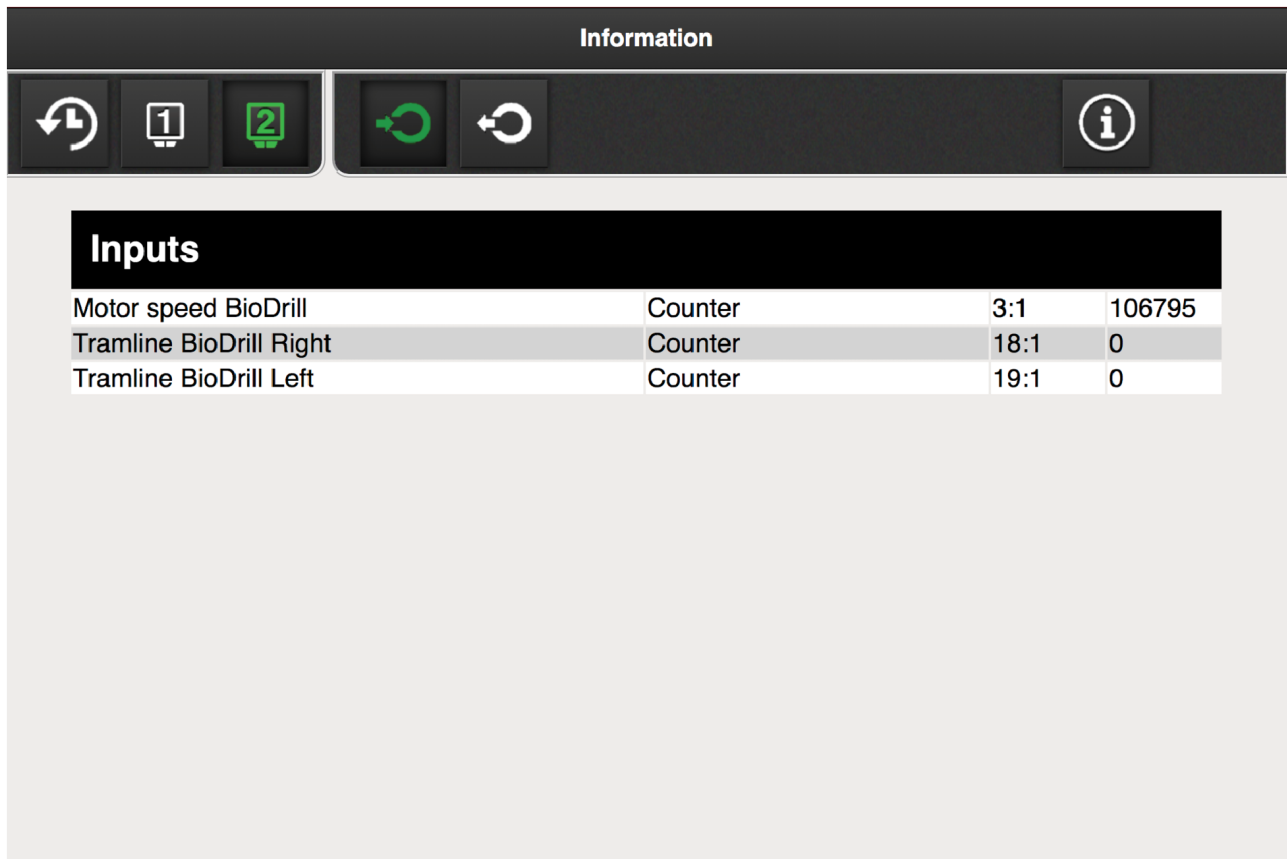 Information
1 2
Inputs
Motor speed BioDrill Counter 3:1 106795
Tramline BioDrill Right Counter 18:1 0
Tramline BioDrill Left Counter 19:1 0